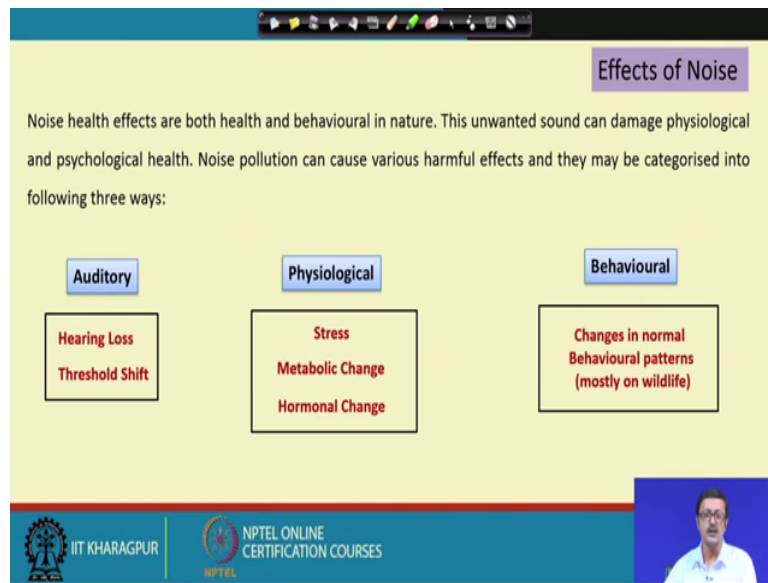 Effects of Noise
Noise health effects are both health and behavioural in nature. This unwanted sound can damage physiological
and psychological health. Noise pollution can cause various harmful effects and they may be categorised into
following three ways:
Auditory
Hearing Loss
Threshold Shift
Physiological
Stress
Metabolic Change
Hormonal Change
Behavioural
Changes in normal
Behavioural patterns
(mostly on wildlife)
IIT KHARAGPUR
NPTEL
NPTEL ONLINE
CERTIFICATION COURSES